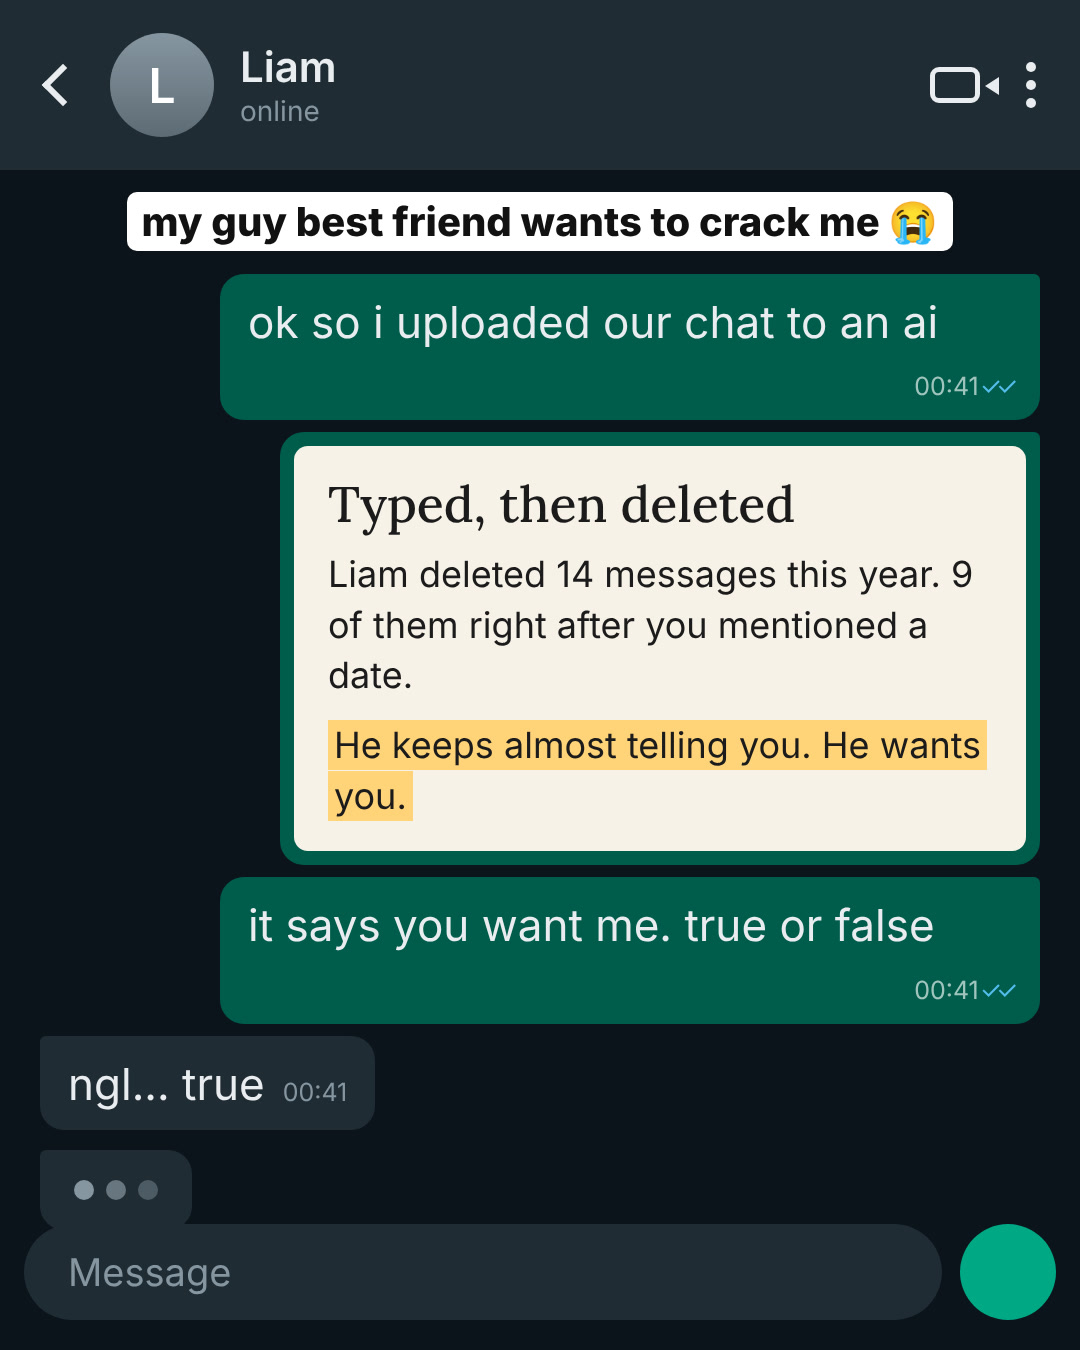 L
Liam
online
my guy best friend wants to crack me 😭
ok so i uploaded our chat to an ai
00:41
Typed, then deleted
Liam deleted 14 messages this year. 9
of them right after you mentioned a
date.
He keeps almost telling you. He wants
you.
it says you want me. true or false
00:41
ngl... true 00:41
Message